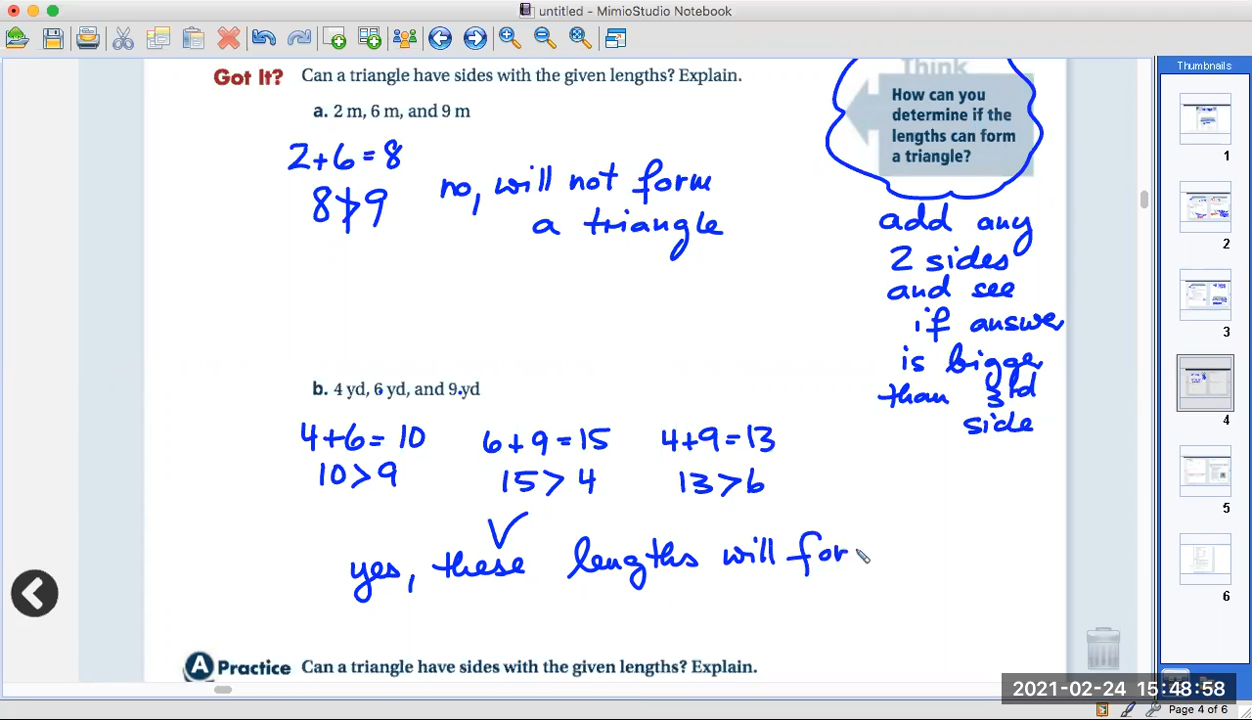 untitled - MimioStudio Notebook
Thumbnails
Got It? Can a triangle have sides with the given lengths? Explain.
a. 2 m, 6 m, and 9 m
2+6=8
8≯9
no, will not form
a triangle
Think
How can you
determine if the
lengths can form
a triangle?
add any
2 sides
and see
if answer
is bigger
than 3rd
side
b. 4 yd, 6 yd, and 9 yd
4+6=10 6+9=15 4+9=13
10>9 15>4 13>6
yes, these lengths will for
A Practice Can a triangle have sides with the given lengths? Explain.
1
2
3
4
5
6
2021-02-24 15:48:58
Page 4 of 6